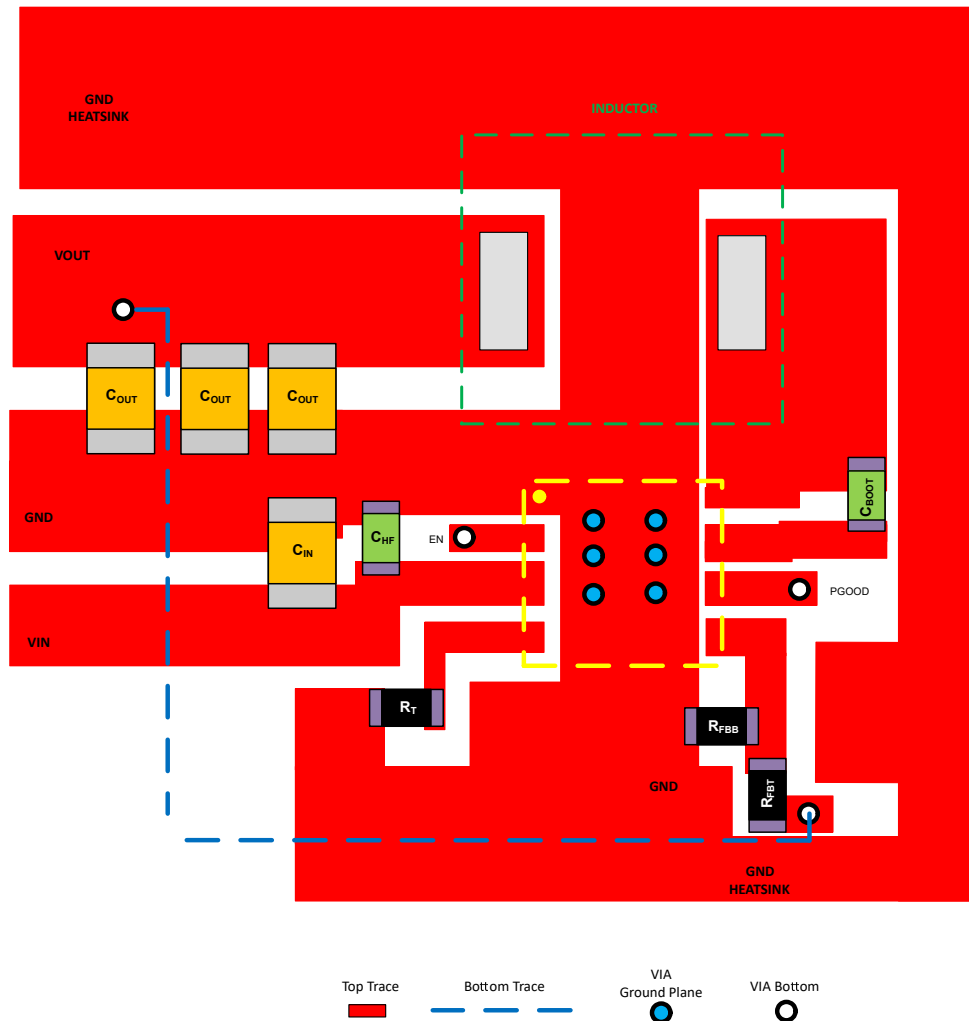 GND
HEATSINK
INDUCTOR
VOUT
COUT
COUT
COUT
CBOOT
GND
CIN
CHF
EN
PGOOD
VIN
RT
RFBB
GND
RFBT
GND
HEATSINK
Top Trace
Bottom Trace
VIA
Ground Plane
VIA Bottom